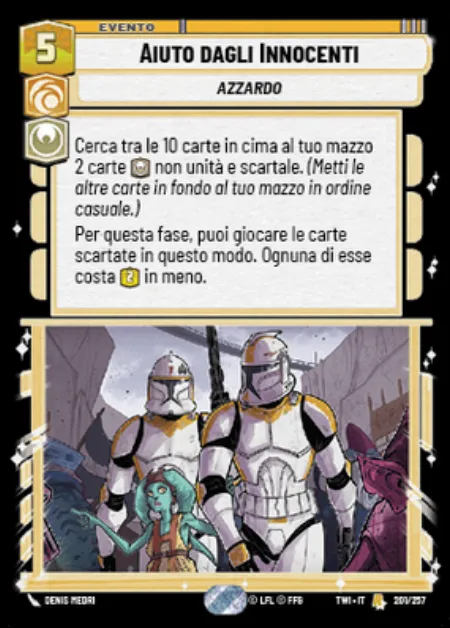 EVENTO
5
AIUTO DAGLI INNOCENTI
AZZARDO
Cerca tra le 10 carte in cima al tuo mazzo
2 carte non unità e scartale. (Metti le
altre carte in fondo al tuo mazzo in ordine
casuale.)
Per questa fase, puoi giocare le carte
scartate in questo modo. Ognuna di esse
costa 2 in meno.
DENIS MEDRI
© LFL © FFG
TWI • IT
201/257